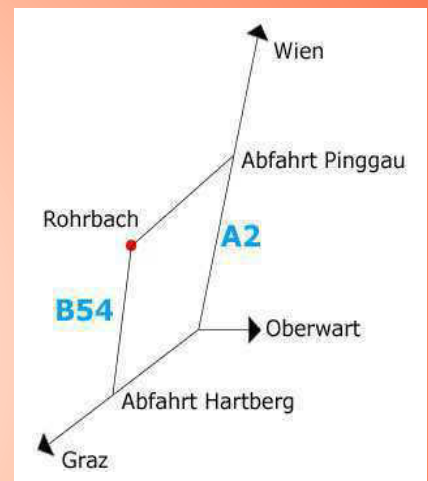 Wien
Abfahrt Pinggau
Rohrbach
A2
B54
Oberwart
Abfahrt Hartberg
Graz